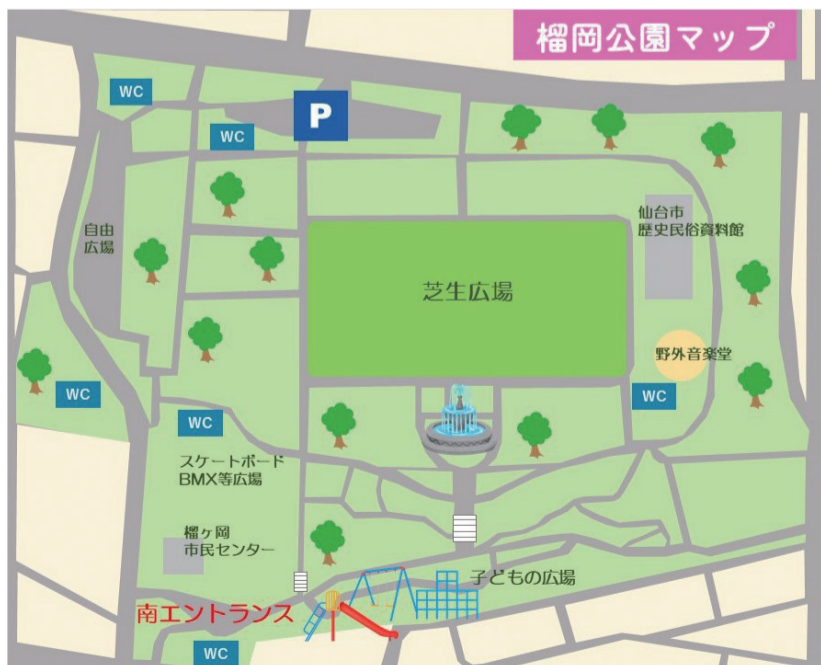 榴岡公園マップ
WC
P
WC
自由
広場
仙台市
歴史民俗資料館
芝生広場
野外音楽堂
WC
WC
WC
スケートボード
BMX等広場
榴ヶ岡
市民センター
子どもの広場
南エントランス
WC